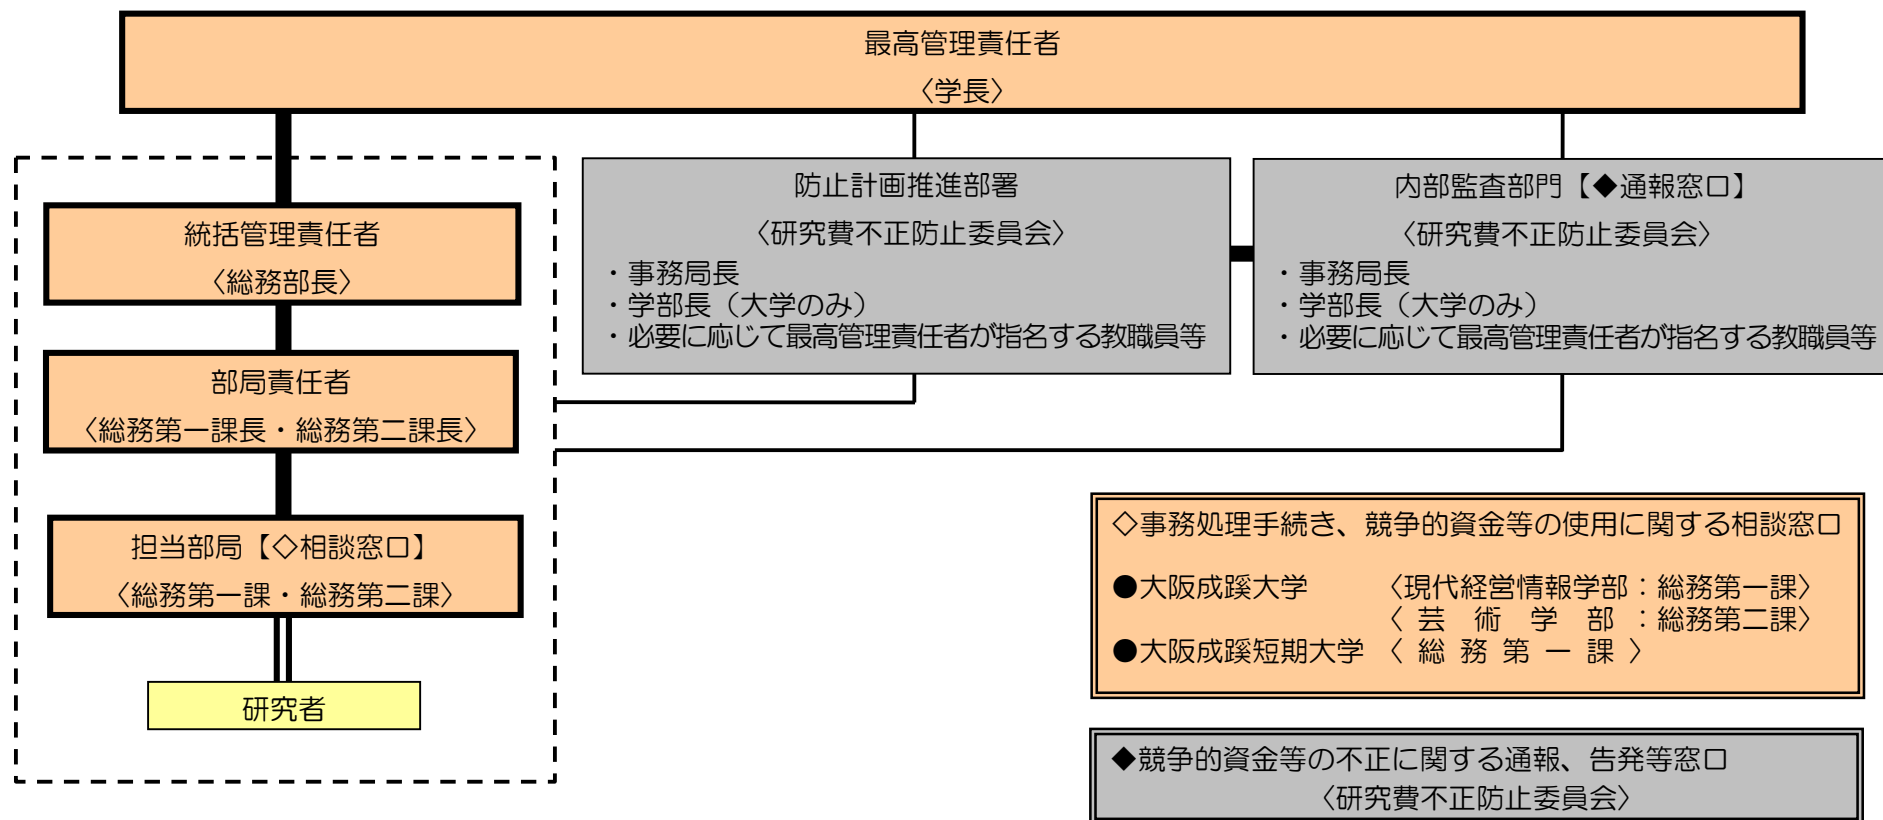 最高管理責任者
〈学長〉
統括管理責任者
〈総務部長〉
部局責任者
〈総務第一課長・総務第二課長〉
担当部局【◇相談窓口】
〈総務第一課・総務第二課〉
研究者
防止計画推進部署
〈研究費不正防止委員会〉
・事務局長
・学部長（大学のみ）
・必要に応じて最高管理責任者が指名する教職員等
内部監査部門【◆通報窓口】
〈研究費不正防止委員会〉
・事務局長
・学部長（大学のみ）
・必要に応じて最高管理責任者が指名する教職員等
◇事務処理手続き、競争的資金等の使用に関する相談窓口
●大阪成蹊大学　　〈現代経営情報学部：総務第一課〉
〈 芸　術　学　部 ：総務第二課〉
●大阪成蹊短期大学 〈 総 務 第 一 課 〉
◆競争的資金等の不正に関する通報、告発等窓口
〈研究費不正防止委員会〉